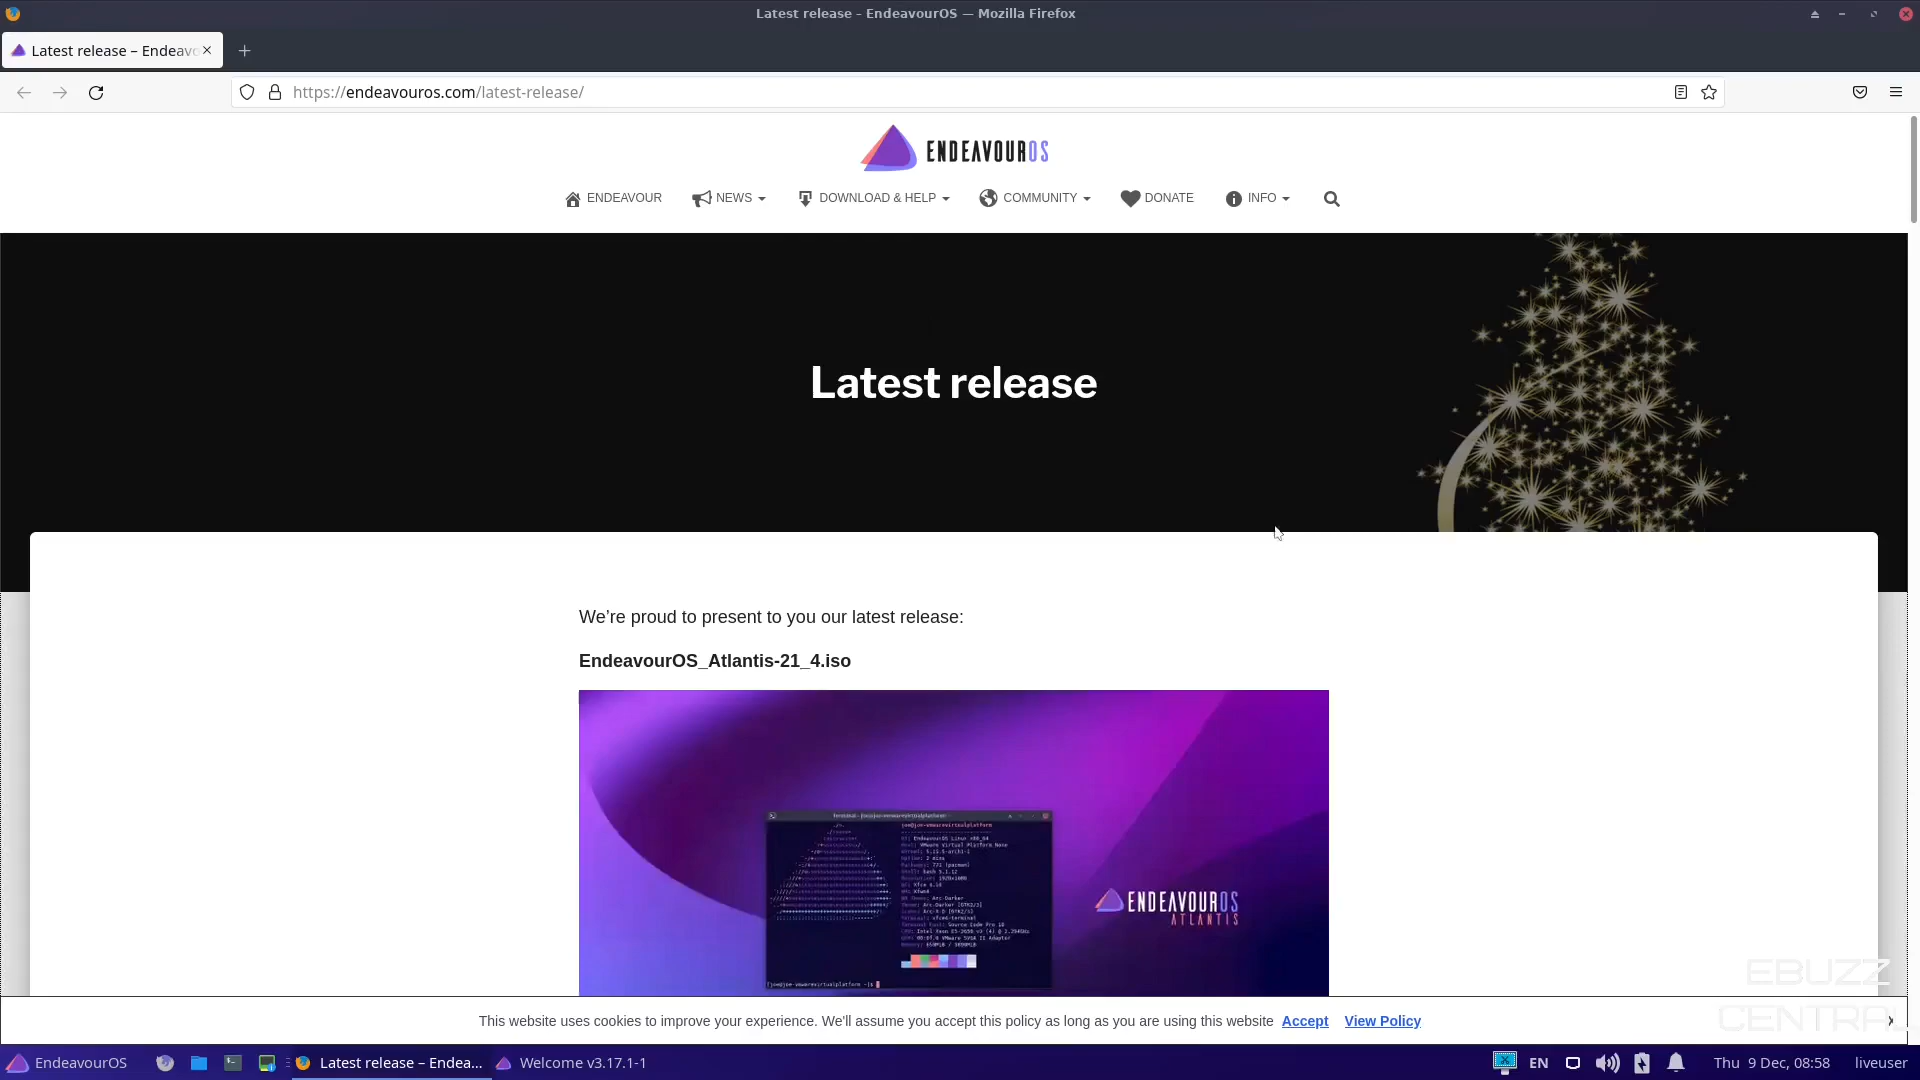 Latest release – EndeavourOS — Mozilla Firefox
Latest release – Endeavo
https://endeavouros.com/latest-release/
ENDEAVOUROS
ENDEAVOUR NEWS DOWNLOAD & HELP COMMUNITY DONATE INFO
Latest release
We're proud to present to you our latest release:
EndeavourOS_Atlantis-21_4.iso
ENDEAVOUROS
ATLANTIS
EBUZZ
CENTRAL
This website uses cookies to improve your experience. We'll assume you accept this policy as long as you are using this website Accept View Policy
EndeavourOS Latest release – Endea... Welcome v3.17.1-1 EN Thu 9 Dec, 08:58 liveuser